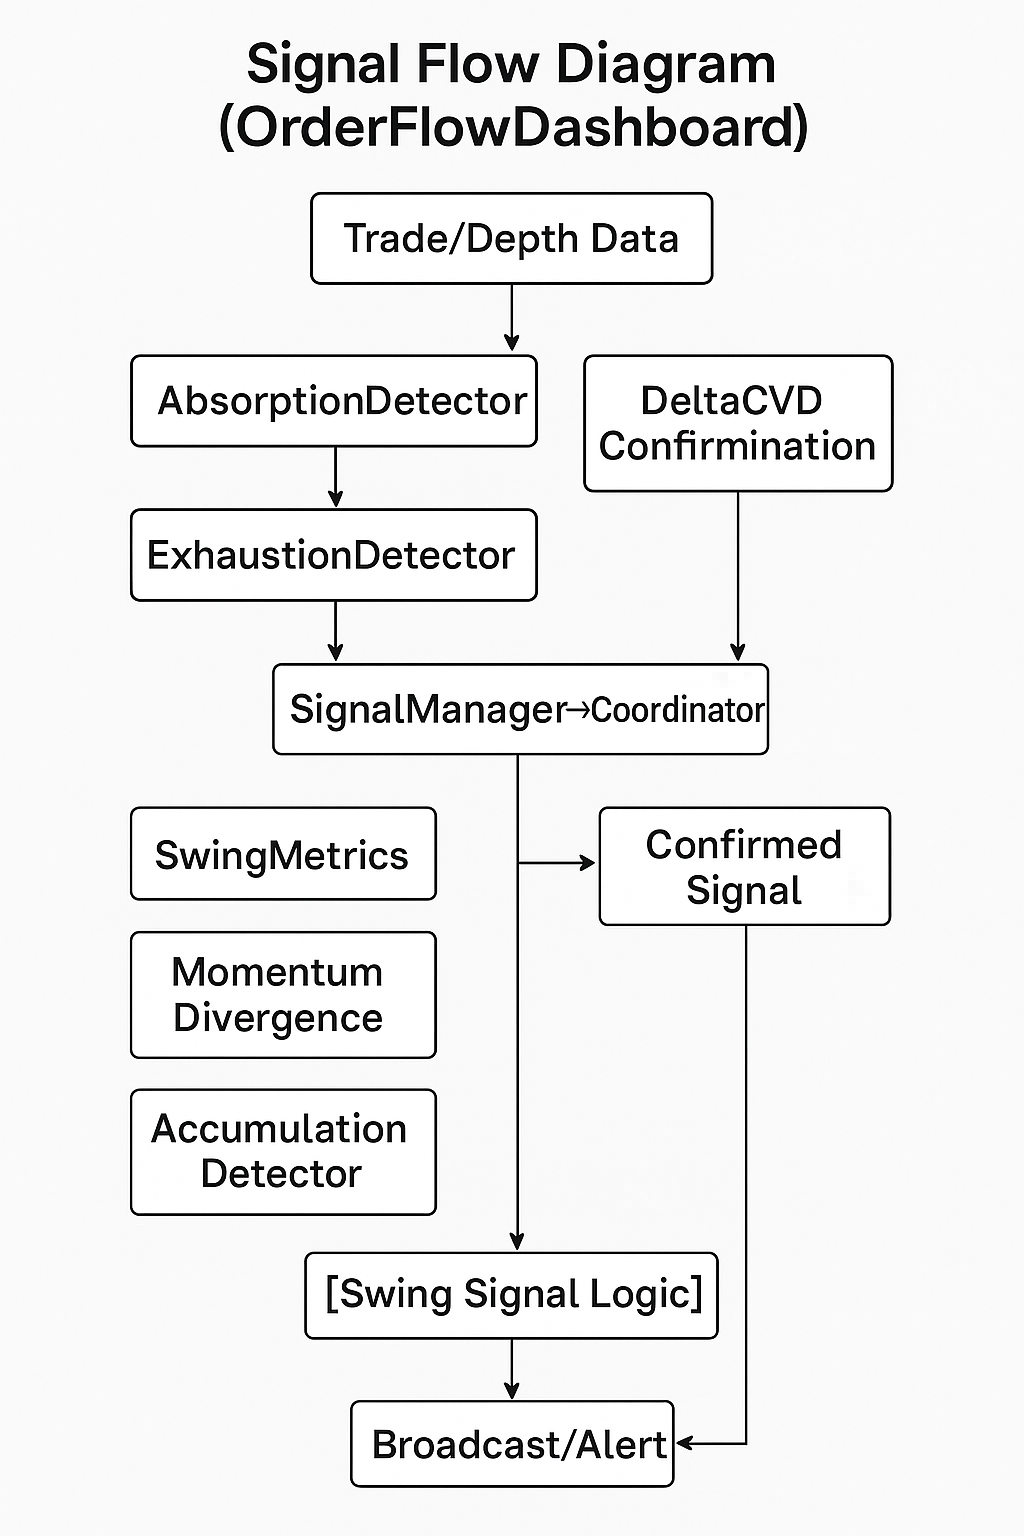 Signal Flow Diagram
(OrderFlowDashboard)
Trade/Depth Data
AbsorptionDetector
DeltaCVD
Confirmination
ExhaustionDetector
SignalManager→Coordinator
SwingMetrics
Confirmed
Signal
Momentum
Divergence
Accumulation
Detector
[Swing Signal Logic]
Broadcast/Alert